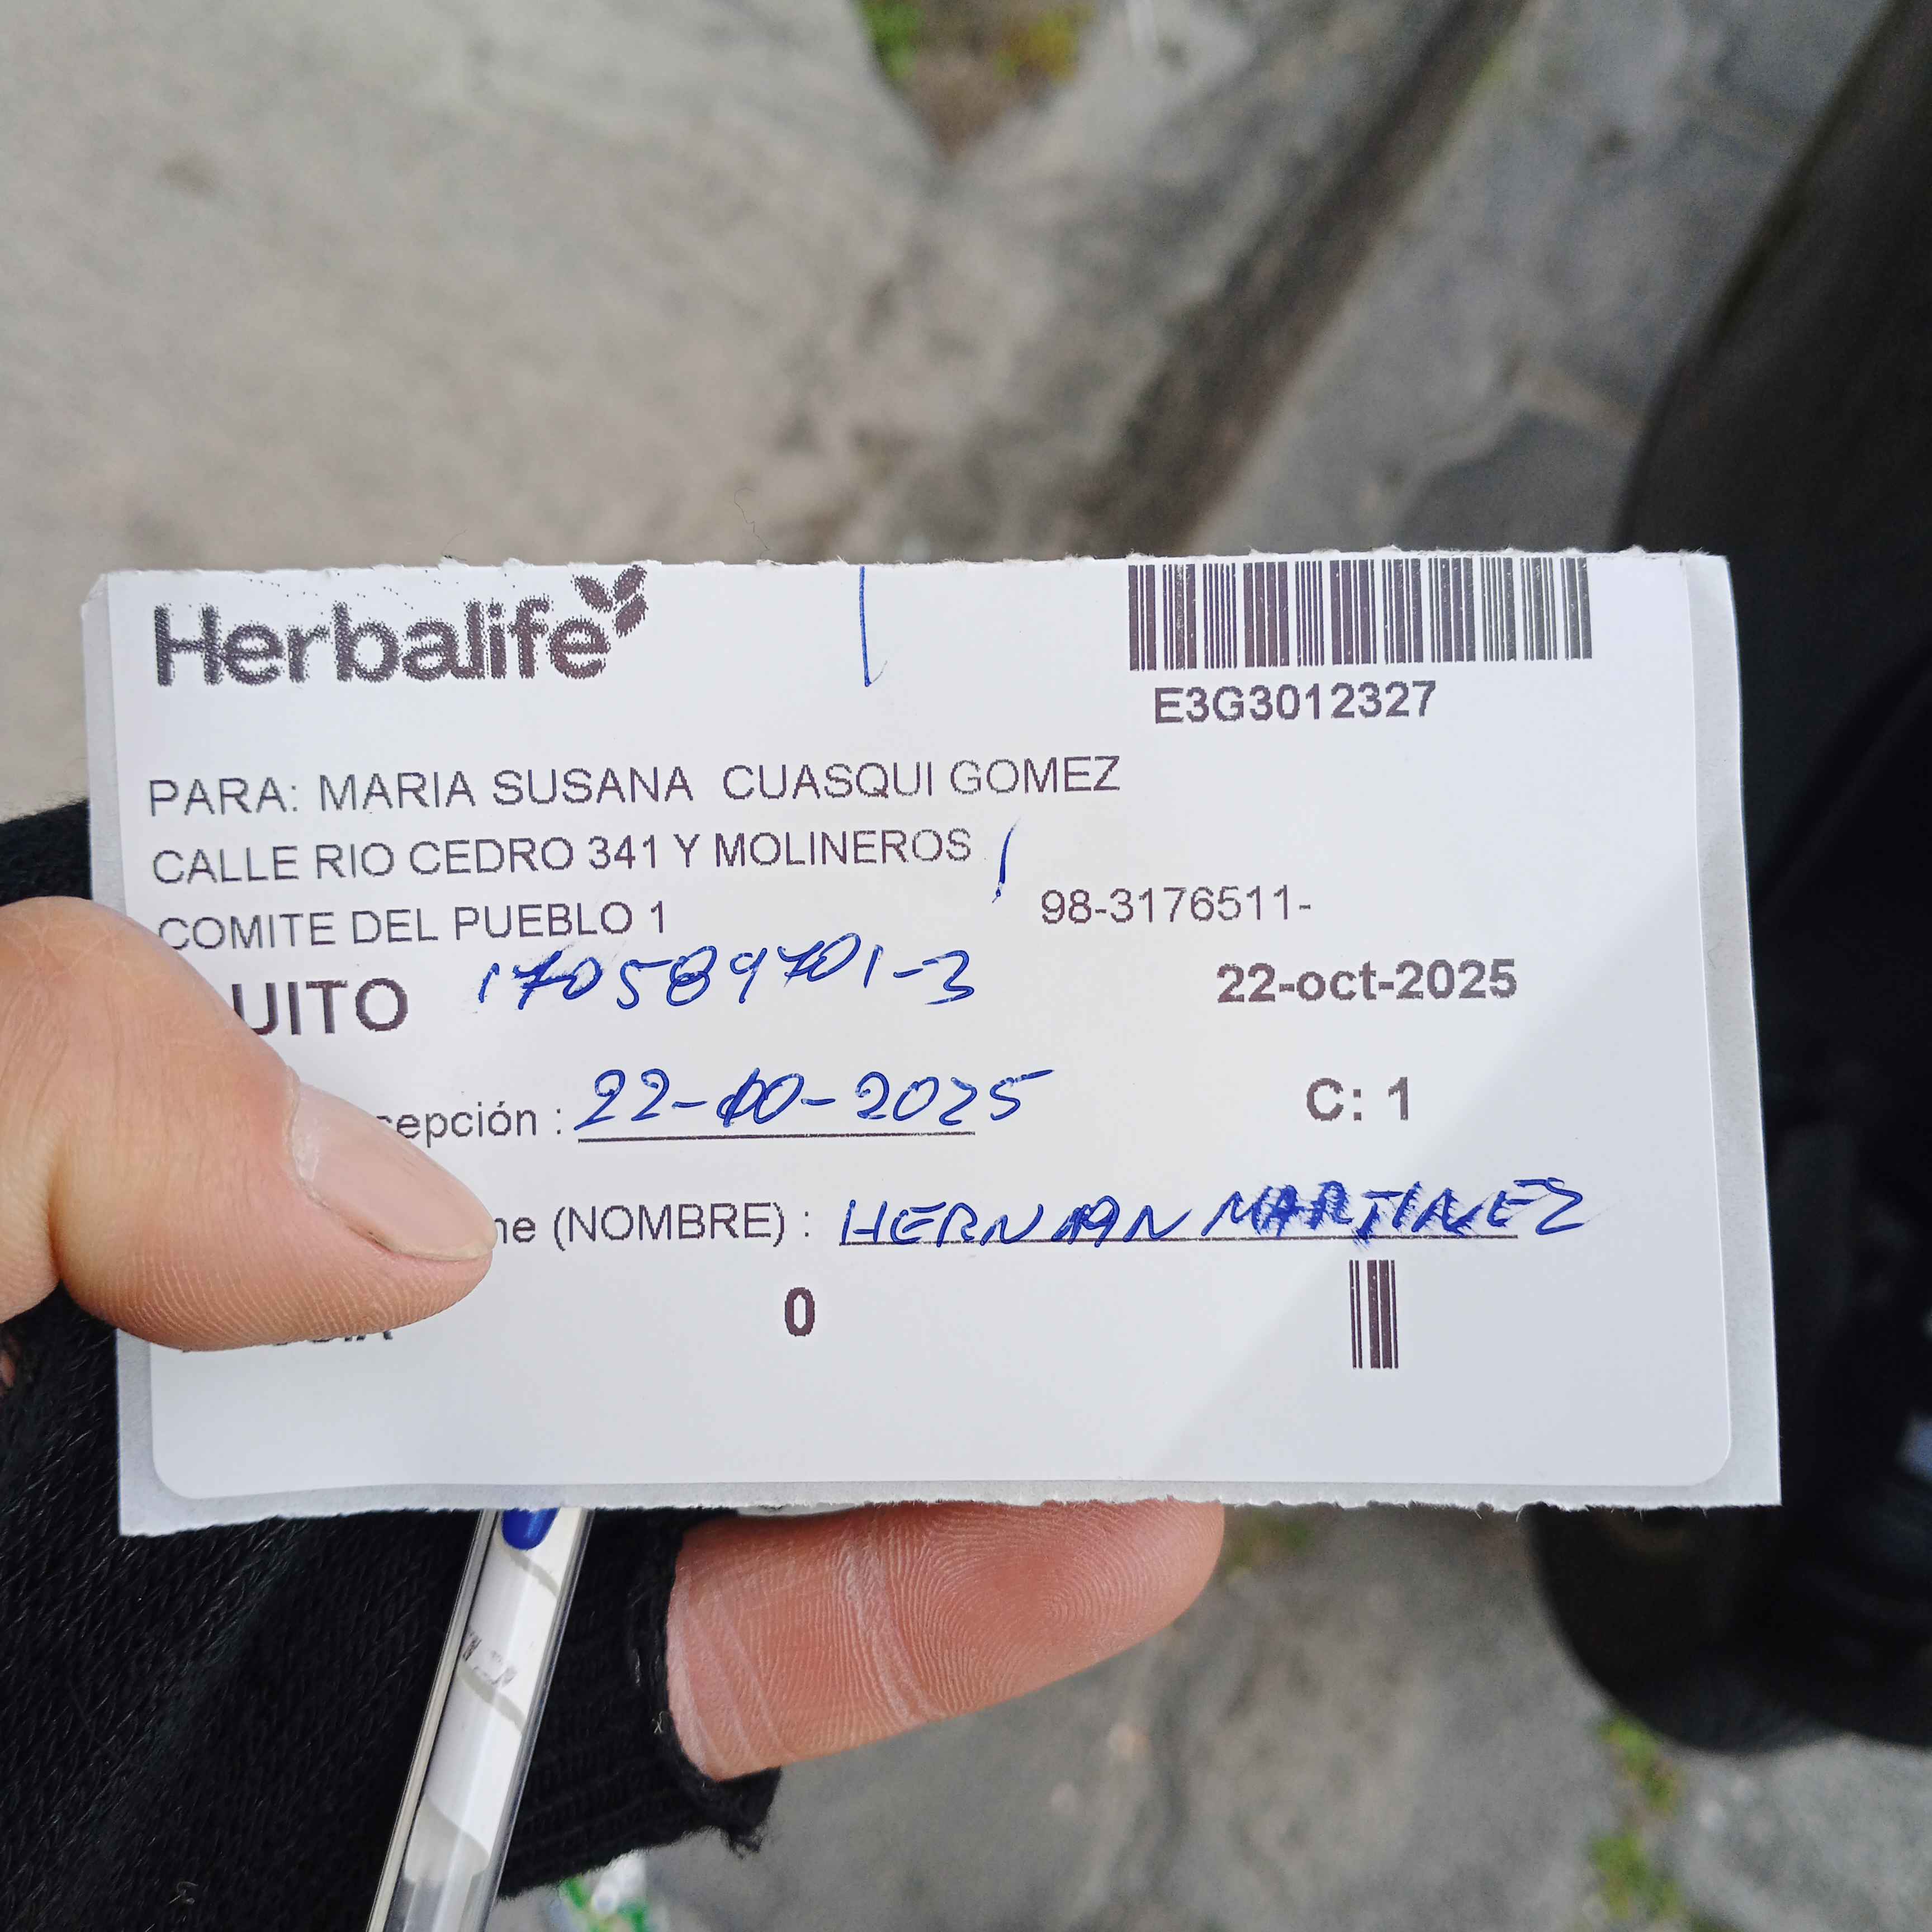 Herbalife
E3G3012327
PARA: MARIA SUSANA CUASQUI GOMEZ
CALLE RIO CEDRO 341 Y MOLINEROS
COMITE DEL PUEBLO 1 98-3176511-
UITO 170589701-3 22-oct-2025
cepción : 22-10-2025 C: 1
ne (NOMBRE) : HERNAN MARTINEZ
0